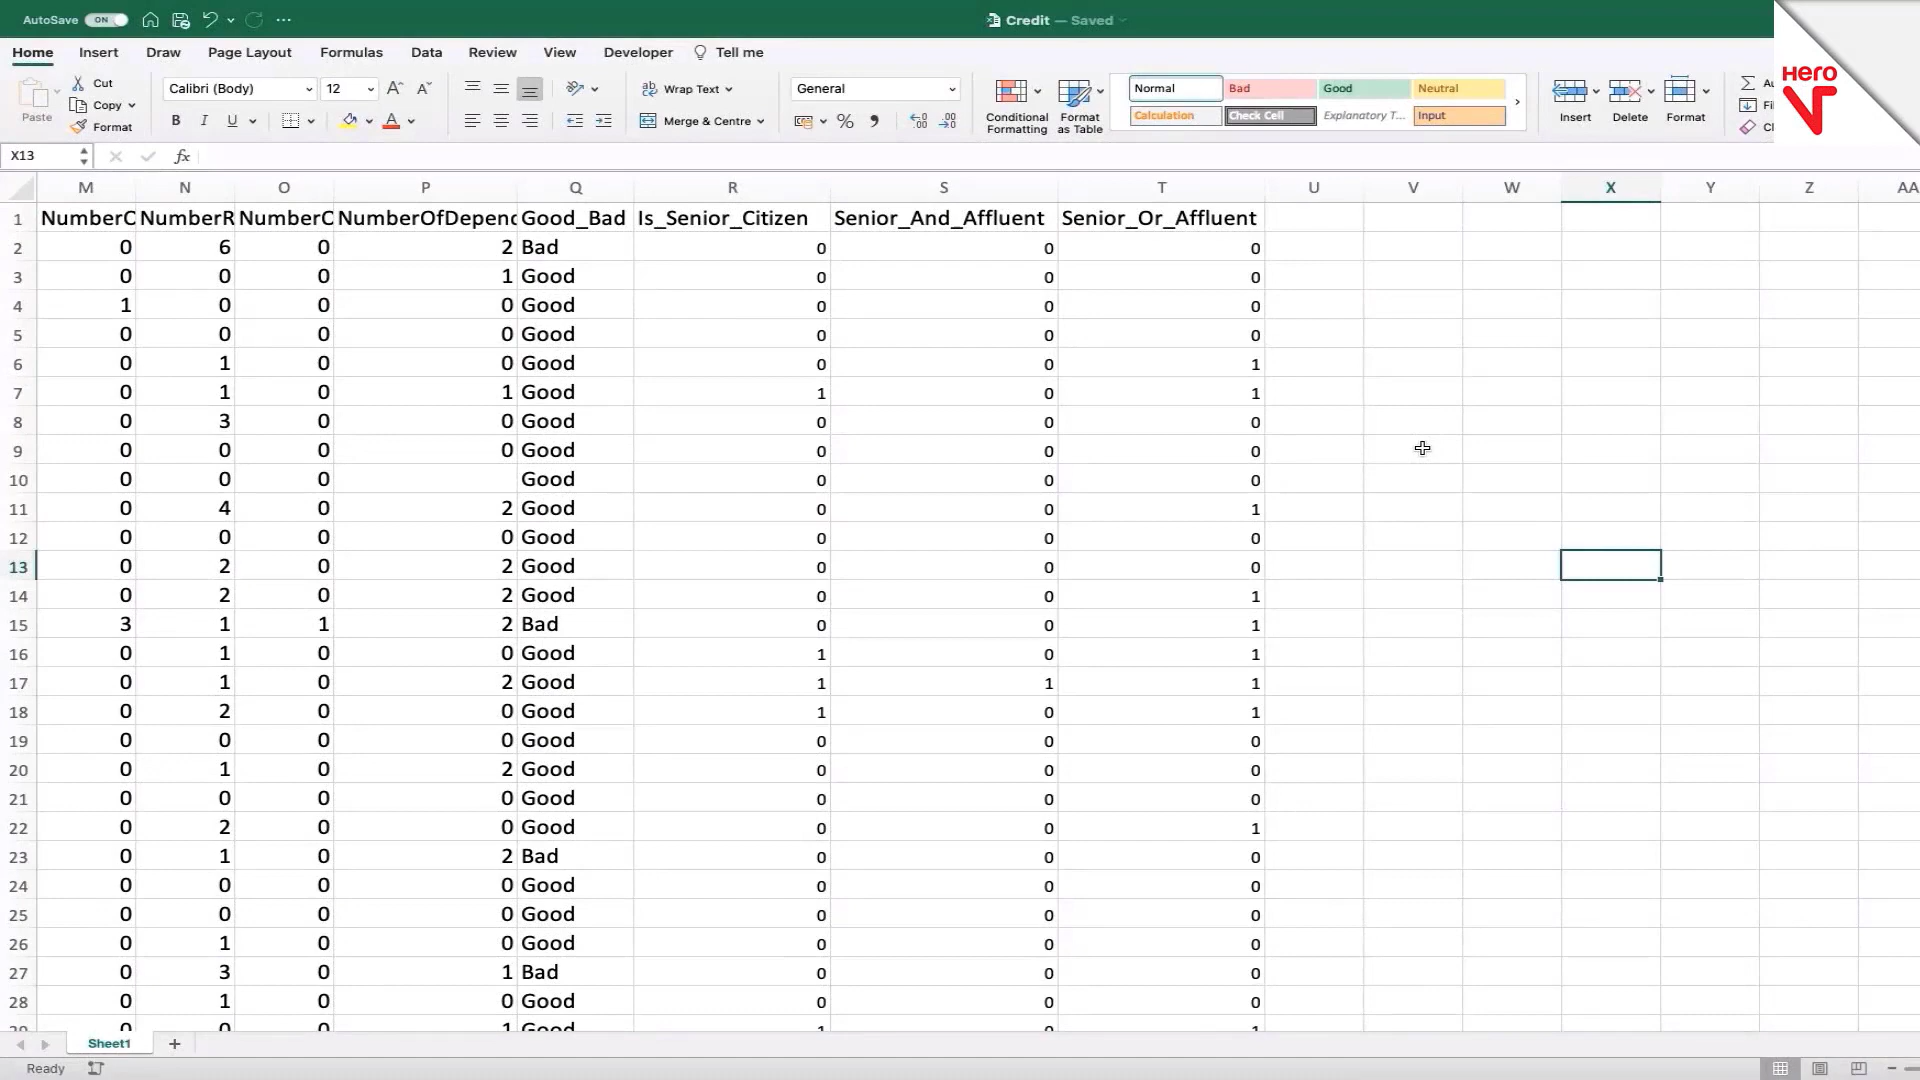 AutoSave ON ... Credit — Saved
Home Insert Draw Page Layout Formulas Data Review View Developer Tell me
HERO
Paste
Cut
Copy
Format
Calibri (Body) 12 A A
B I U A
ab Wrap Text
Merge & Centre
General
% ,
Conditional Formatting
Format as Table
Normal Bad Good Neutral
Calculation Check Cell Explanatory T... Input
Insert Delete Format
X13 fx
M N O P Q R S T U V W X Y Z AA
1 NumberO NumberR NumberO NumberOfDepend Good_Bad Is_Senior_Citizen Senior_And_Affluent Senior_Or_Affluent
2 0 6 0 2 Bad 0 0 0
3 0 0 0 1 Good 0 0 0
4 1 0 0 0 Good 0 0 0
5 0 0 0 0 Good 0 0 0
6 0 1 0 0 Good 0 0 1
7 0 1 0 1 Good 1 0 1
8 0 3 0 0 Good 0 0 0
9 0 0 0 0 Good 0 0 0
10 0 0 0 Good 0 0 0
11 0 4 0 2 Good 0 0 1
12 0 0 0 0 Good 0 0 0
13 0 2 0 2 Good 0 0 0
14 0 2 0 2 Good 0 0 1
15 3 1 1 2 Bad 0 0 1
16 0 1 0 0 Good 1 0 1
17 0 1 0 2 Good 1 1 1
18 0 2 0 0 Good 1 0 1
19 0 0 0 0 Good 0 0 0
20 0 1 0 2 Good 0 0 0
21 0 0 0 0 Good 0 0 0
22 0 2 0 0 Good 0 0 1
23 0 1 0 2 Bad 0 0 0
24 0 0 0 0 Good 0 0 0
25 0 0 0 0 Good 0 0 0
26 0 1 0 0 Good 0 0 0
27 0 3 0 1 Bad 0 0 0
28 0 1 0 0 Good 0 0 0
29 0 0 0 1 Good 1 0 1
Sheet1 +
Ready